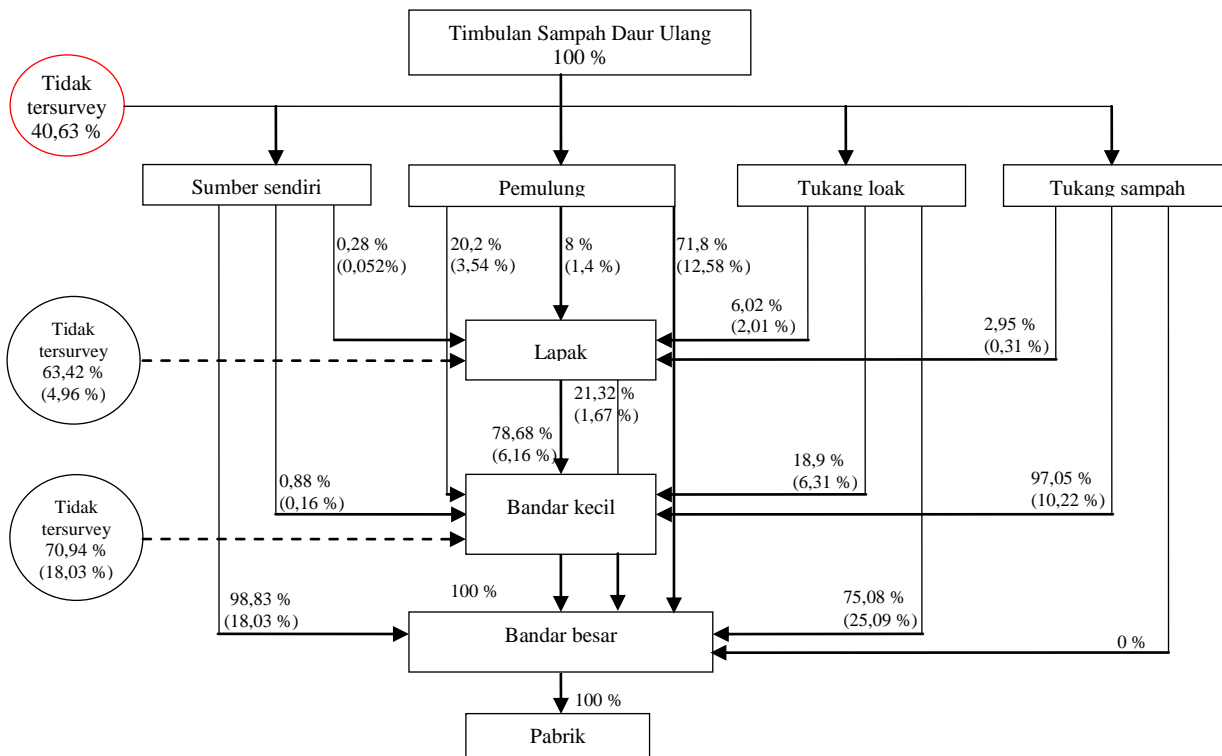 Timbulan Sampah Daur Ulang
100 %
Tidak
tersurvey
40,63 %
Sumber sendiri
Pemulung
Tukang loak
Tukang sampah
0,28 %
(0,052%)
20,2 %
(3,54 %)
8 %
(1,4 %)
71,8 %
(12,58 %)
6,02 %
(2,01 %)
2,95 %
(0,31 %)
Tidak
tersurvey
63,42 %
(4,96 %)
Lapak
21,32 %
(1,67 %)
78,68 %
(6,16 %)
0,88 %
(0,16 %)
18,9 %
(6,31 %)
97,05 %
(10,22 %)
Tidak
tersurvey
70,94 %
(18,03 %)
Bandar kecil
98,83 %
(18,03 %)
100 %
75,08 %
(25,09 %)
Bandar besar
0 %
100 %
Pabrik